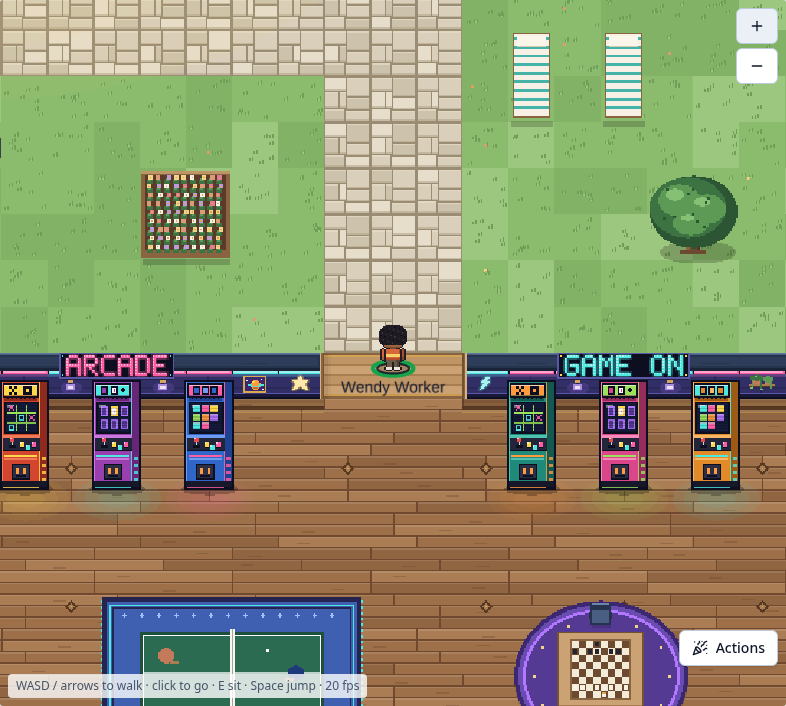 +
−
ARCADE
GAME ON
Wendy Worker
Actions
WASD / arrows to walk · click to go · E sit · Space jump · 20 fps